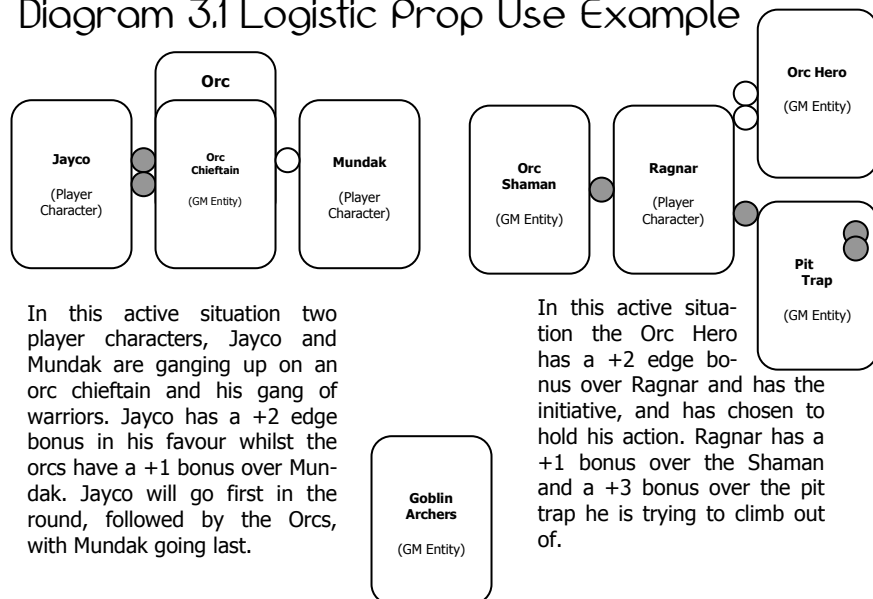 Diagram 3.1 Logistic Prop Use Example
Orc
Jayco
(Player
Character)
Orc
Chieftain
(GM Entity)
Mundak
(Player
Character)
Orc
Shaman
(GM Entity)
Ragnar
(Player
Character)
Orc Hero
(GM Entity)
Pit
Trap
(GM Entity)
In this active situation two
player characters, Jayco and
Mundak are ganging up on an
orc chieftain and his gang of
warriors. Jayco has a +2 edge
bonus in his favour whilst the
orcs have a +1 bonus over Mun-
dak. Jayco will go first in the
round, followed by the Orcs,
with Mundak going last.
Goblin
Archers
(GM Entity)
In this active situa-
tion the Orc Hero
has a +2 edge bo-
nus over Ragnar and has the
initiative, and has chosen to
hold his action. Ragnar has a
+1 bonus over the Shaman
and a +3 bonus over the pit
trap he is trying to climb out
of.